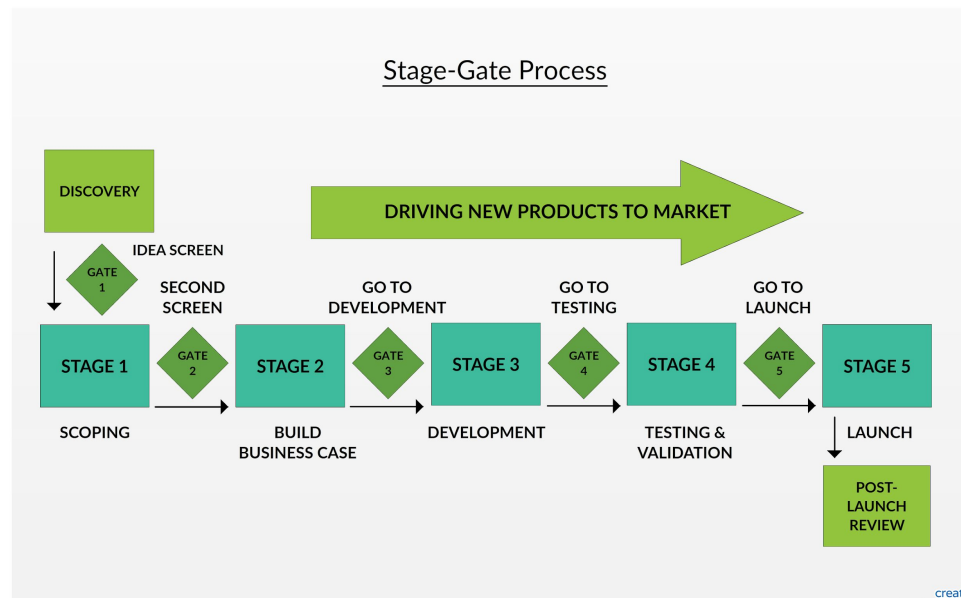 Stage-Gate Process
DISCOVERY
DRIVING NEW PRODUCTS TO MARKET
IDEA SCREEN
GATE
1
SECOND
SCREEN
GO TO
DEVELOPMENT
GO TO
TESTING
GO TO
LAUNCH
STAGE 1
GATE
2
STAGE 2
GATE
3
STAGE 3
GATE
4
STAGE 4
GATE
5
STAGE 5
SCOPING
BUILD
BUSINESS CASE
DEVELOPMENT
TESTING &
VALIDATION
LAUNCH
POST-
LAUNCH
REVIEW
creat